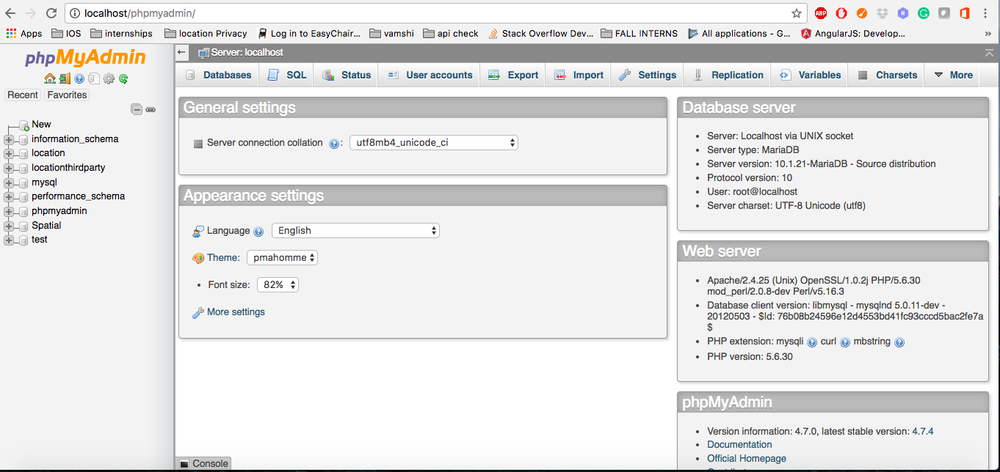 localhost/phpmyadmin/
ABP
Apps IOS internships location Privacy Log in to EasyChair... vamshi api check Stack Overflow Dev... FALL INTERNS All applications - G... AngularJS: Develop... »
phpMyAdmin
Recent Favorites
New
information_schema
location
locationthirdparty
mysql
performance_schema
phpmyadmin
Spatial
test
Server: localhost
Databases SQL Status User accounts Export Import Settings Replication Variables Charsets More
General settings
Server connection collation : utf8mb4_unicode_ci
Appearance settings
Language English
Theme: pmahomme
• Font size: 82%
More settings
Console
Database server
• Server: Localhost via UNIX socket
• Server type: MariaDB
• Server version: 10.1.21-MariaDB - Source distribution
• Protocol version: 10
• User: root@localhost
• Server charset: UTF-8 Unicode (utf8)
Web server
• Apache/2.4.25 (Unix) OpenSSL/1.0.2j PHP/5.6.30
mod_perl/2.0.8-dev Perl/v5.16.3
• Database client version: libmysql - mysqlnd 5.0.11-dev -
20120503 - $Id: 76b08b24596e12d4553bd41fc93cccd5bac2fe7a
$
• PHP extension: mysqli curl mbstring
• PHP version: 5.6.30
phpMyAdmin
• Version information: 4.7.0, latest stable version: 4.7.4
• Documentation
• Official Homepage